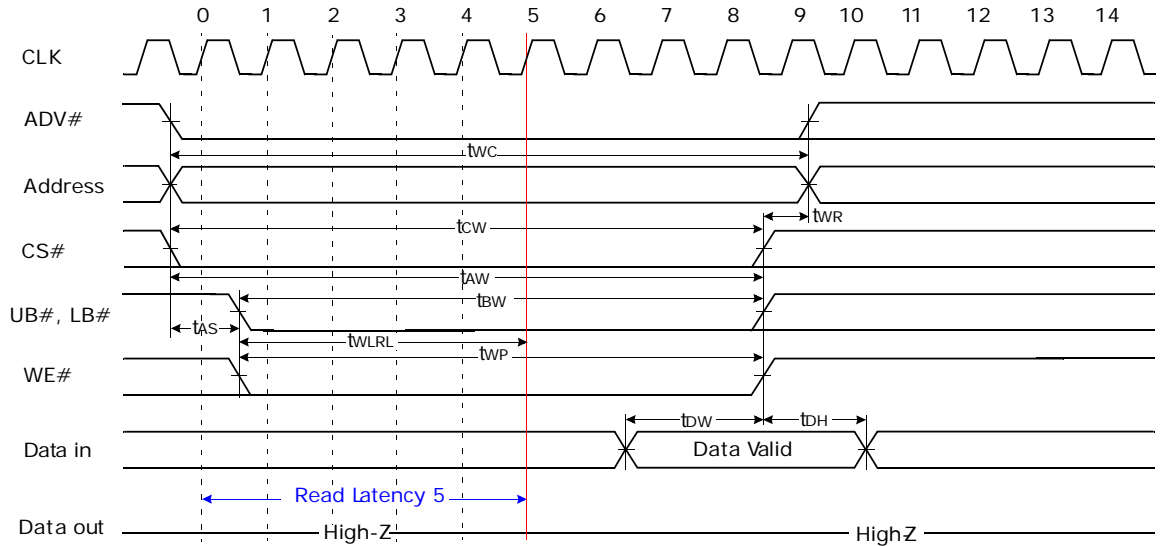 0 1 2 3 4 5 6 7 8 9 10 11 12 13 14
CLK
ADV#
tWC
Address
tWR
tCW
CS#
tAW
tBW
UB#, LB#
tAS
tWLRL
tWP
WE#
tDW tDH
Data in
Data Valid
Read Latency 5
Data out
High-Z
High-Z